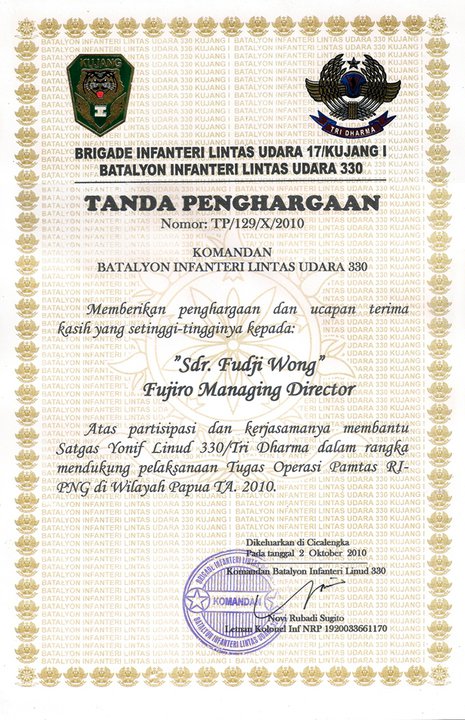 KUJANG
I
TRI DHARMA
BRIGADE INFANTERI LINTAS UDARA 17/KUJANG I
BATALYON INFANTERI LINTAS UDARA 330
TANDA PENGHARGAAN
Nomor: TP/129/X/2010
KOMANDAN
BATALYON INFANTERI LINTAS UDARA 330
Memberikan penghargaan dan ucapan terima
kasih yang setinggi-tingginya kepada:
"Sdr. Fudji Wong"
Fujiro Managing Director
Atas partisipasi dan kerjasamanya membantu
Satgas Yonif Linud 330/Tri Dharma dalam rangka
mendukung pelaksanaan Tugas Operasi Pamtas RI-
PNG di Wilayah Papua TA. 2010.
Dikeluarkan di Cicalengka
Pada tanggal 2 Oktober 2010
Komandan Batalyon Infanteri Linud 330
KOMANDAN
Novi Rubadi Sugito
Letnan Kolonel Inf NRP 1920033661170